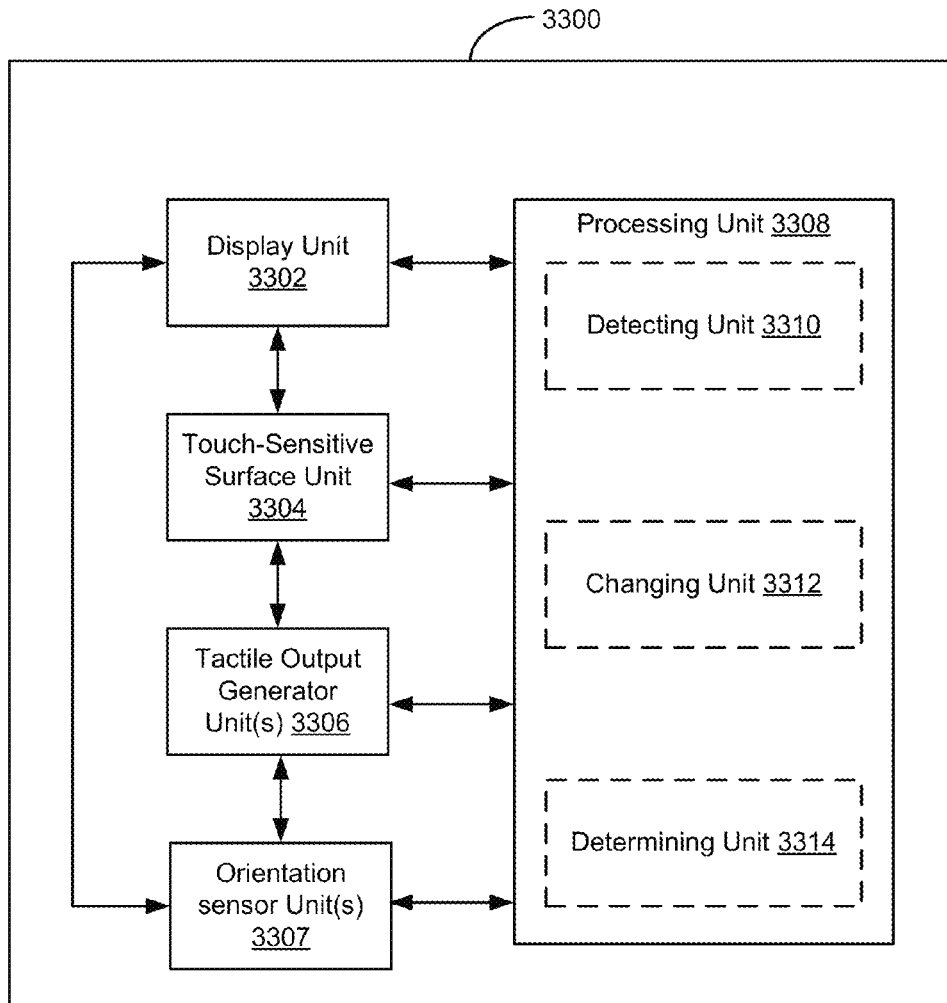 3300
Display Unit
3302
Touch-Sensitive
Surface Unit
3304
Tactile Output
Generator
Unit(s) 3306
Orientation
sensor Unit(s)
3307
Processing Unit 3308
Detecting Unit 3310
Changing Unit 3312
Determining Unit 3314